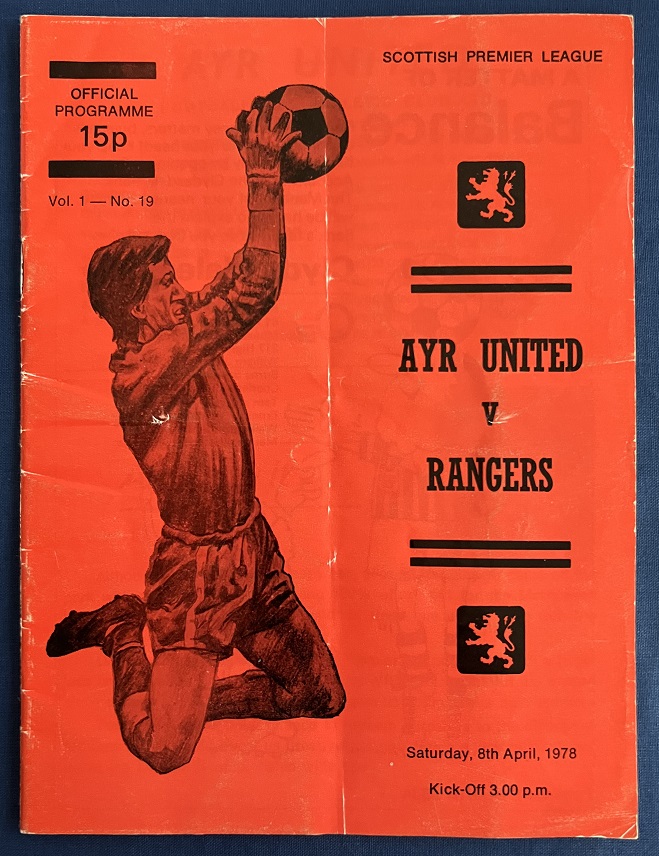 OFFICIAL
PROGRAMME
15p
Vol. 1 — No. 19
SCOTTISH PREMIER LEAGUE
AYR UNITED
v
RANGERS
Saturday, 8th April, 1978
Kick-Off 3.00 p.m.